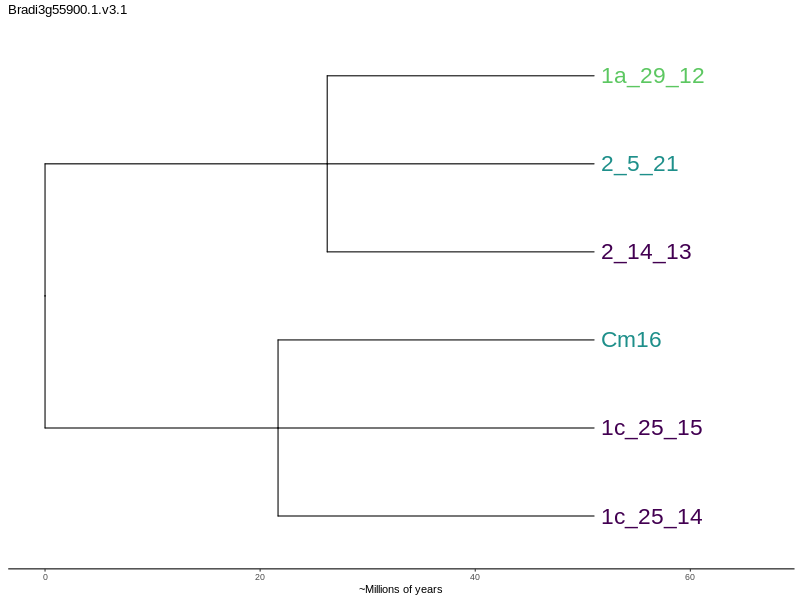 Bradi3g55900.1.v3.1
1a_29_12
2_5_21
2_14_13
Cm16
1c_25_15
1c_25_14
0 20 40 60
~Millions of years